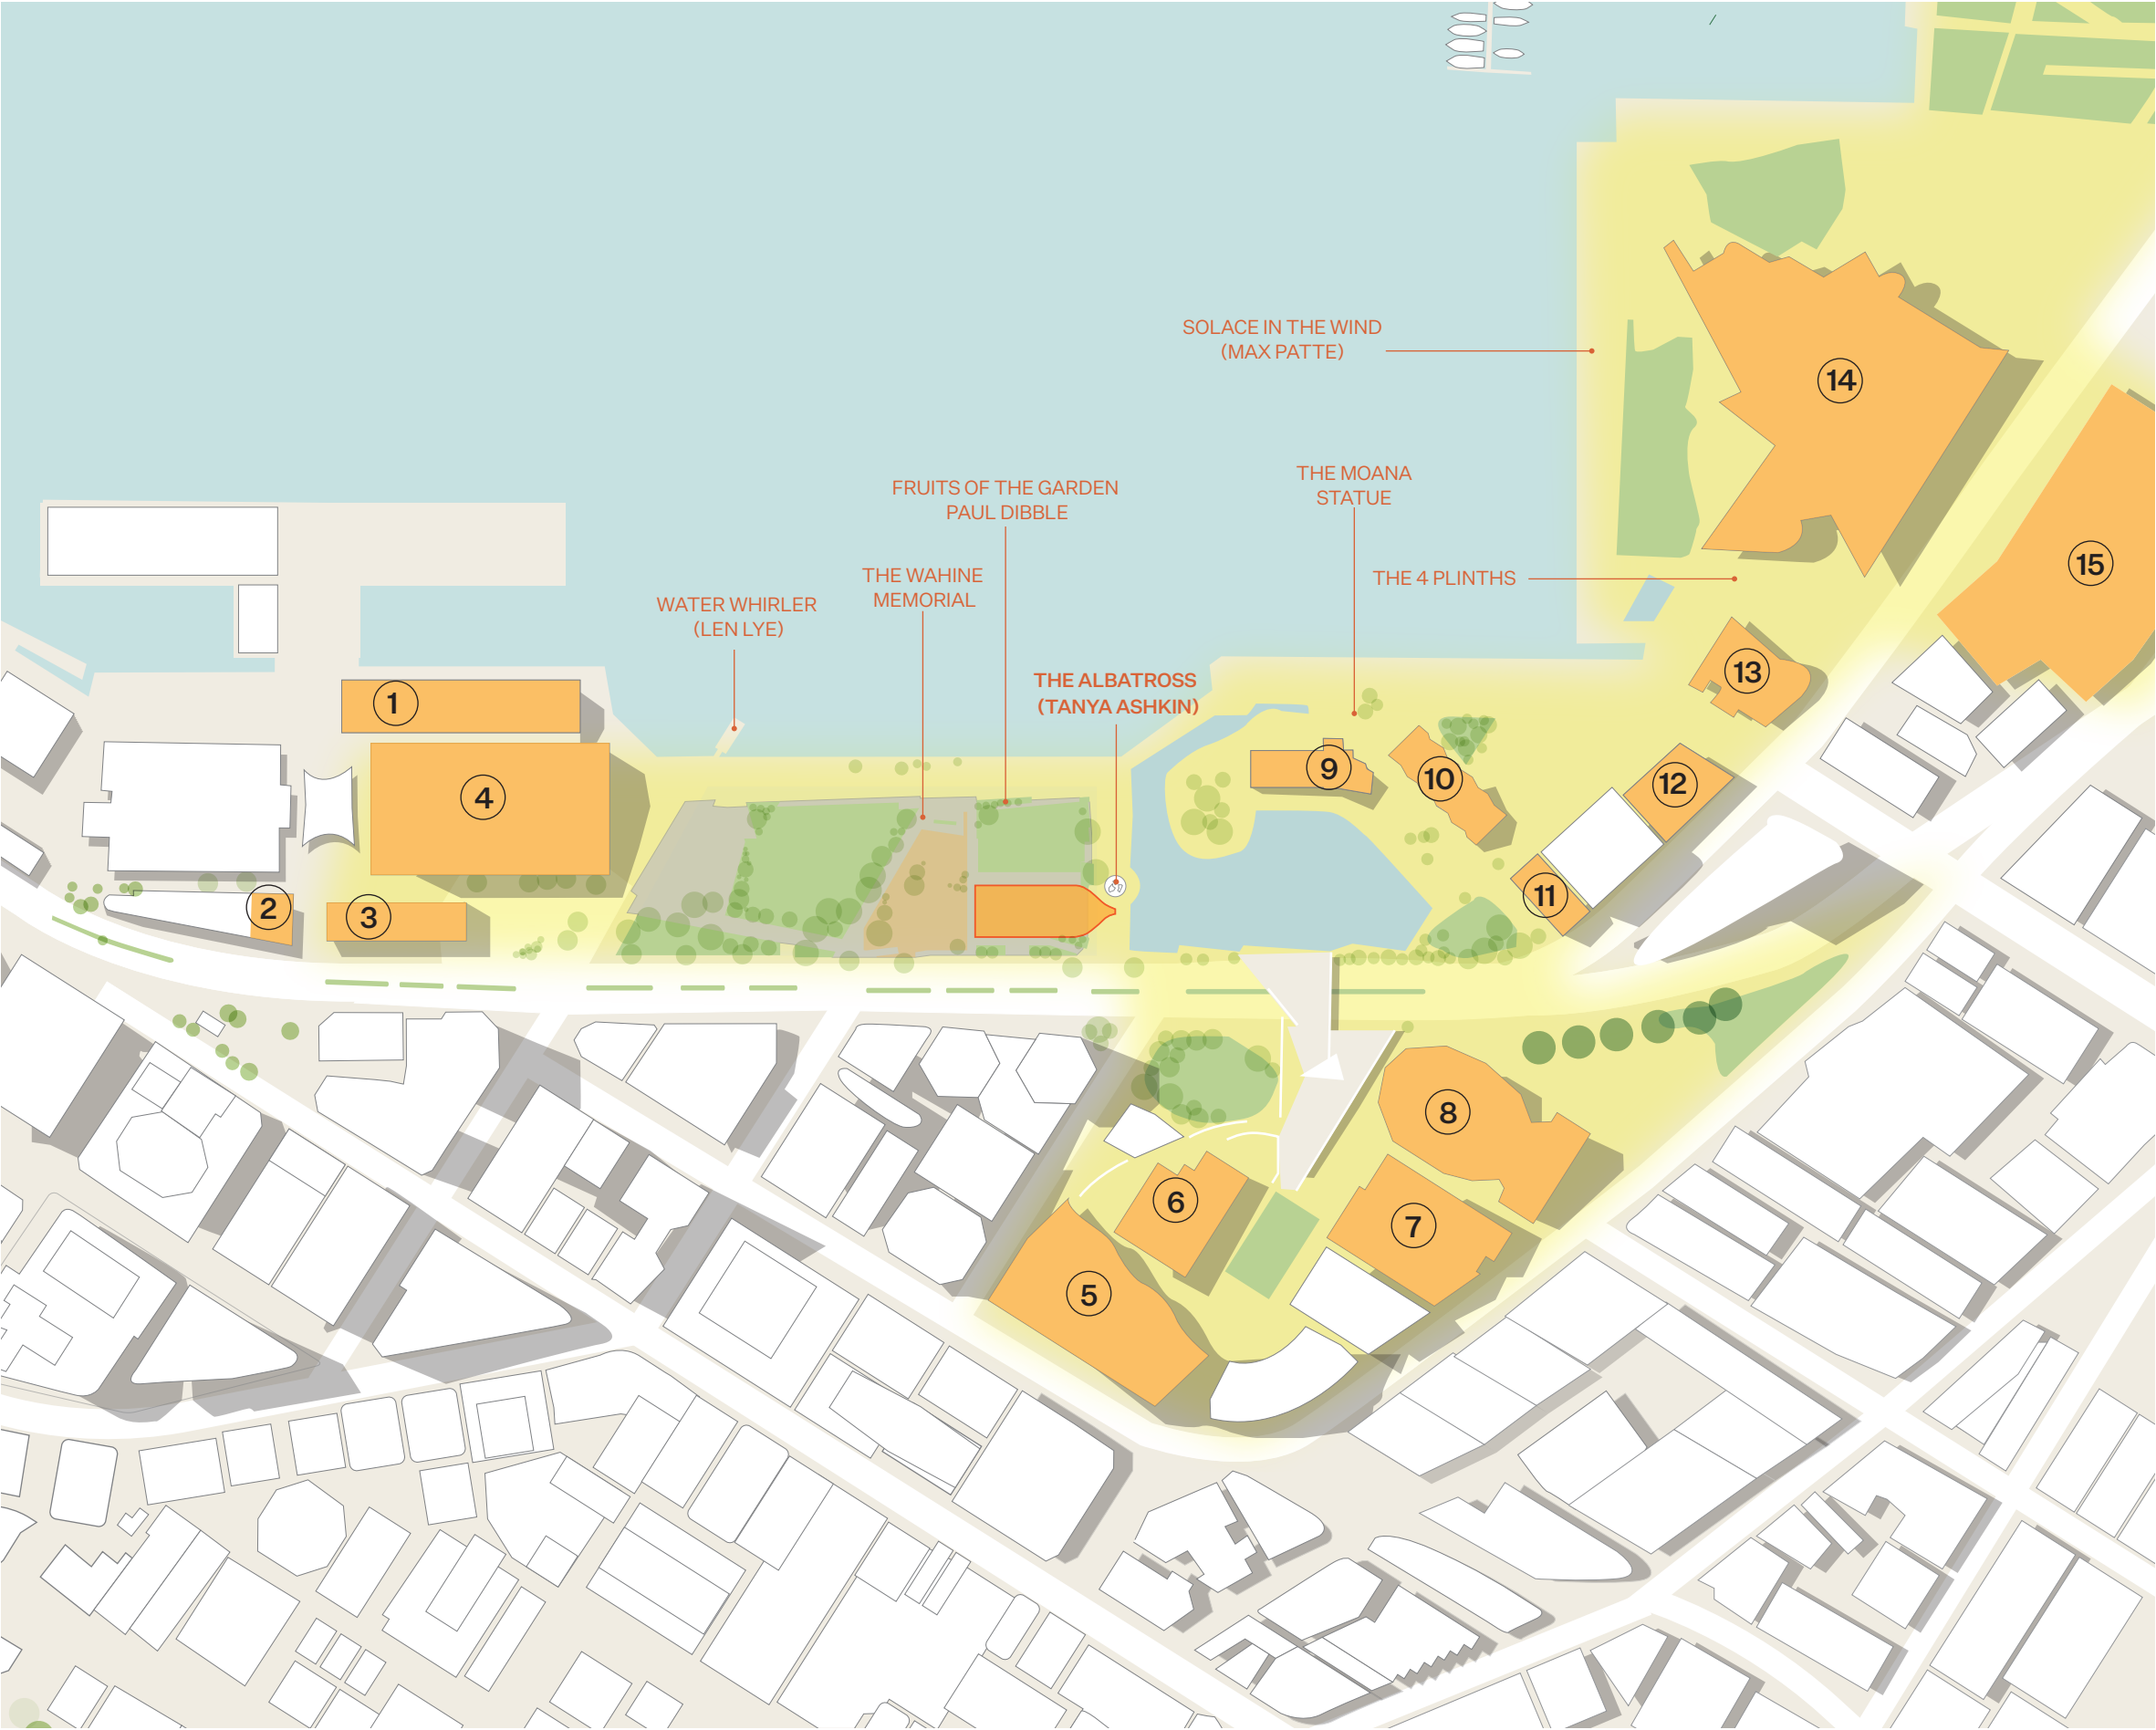 SOLACE IN THE WIND
(MAX PATTE)
14
THE MOANA
STATUE
FRUITS OF THE GARDEN
PAUL DIBBLE
15
THE WAHINE
MEMORIAL
THE 4 PLINTHS
WATER WHIRLER
(LEN LYE)
THE ALBATROSS
(TANYA ASHKIN)
13
1
9
10
12
4
11
2
3
8
6
7
5